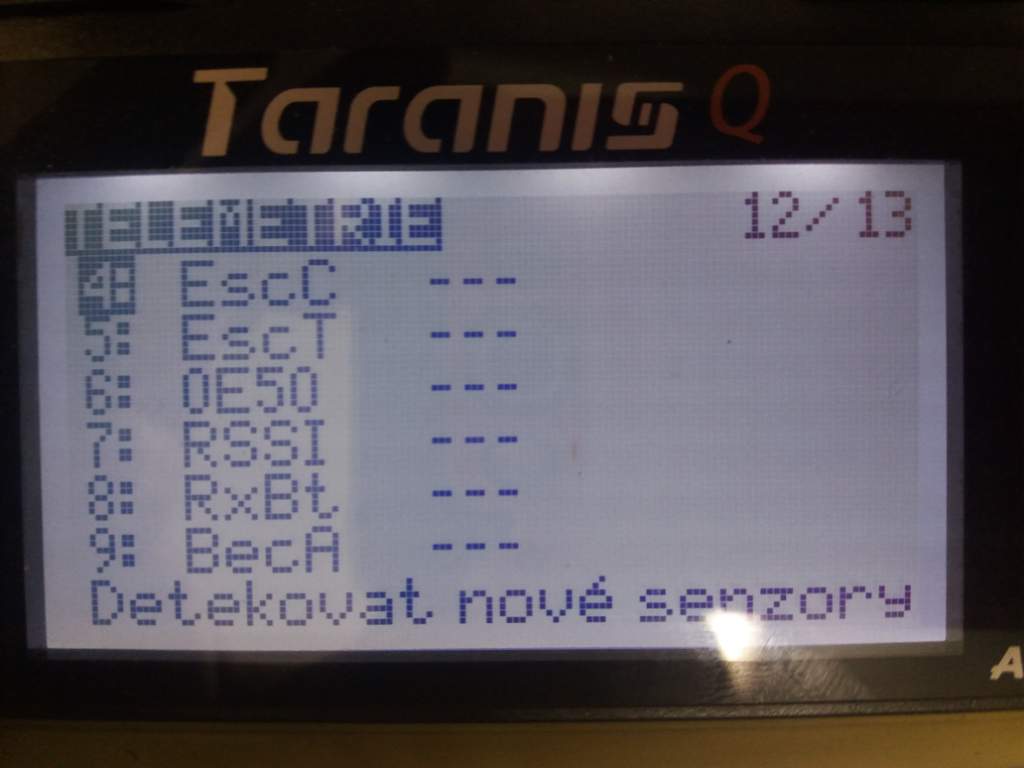 Taranis Q
TELEMETRIE 12/13
4: EscC ---
5: EscT ---
6: 0E50 ---
7: RSSI ---
8: RxBt ---
9: BecA ---
Detekovat nové senzory
A